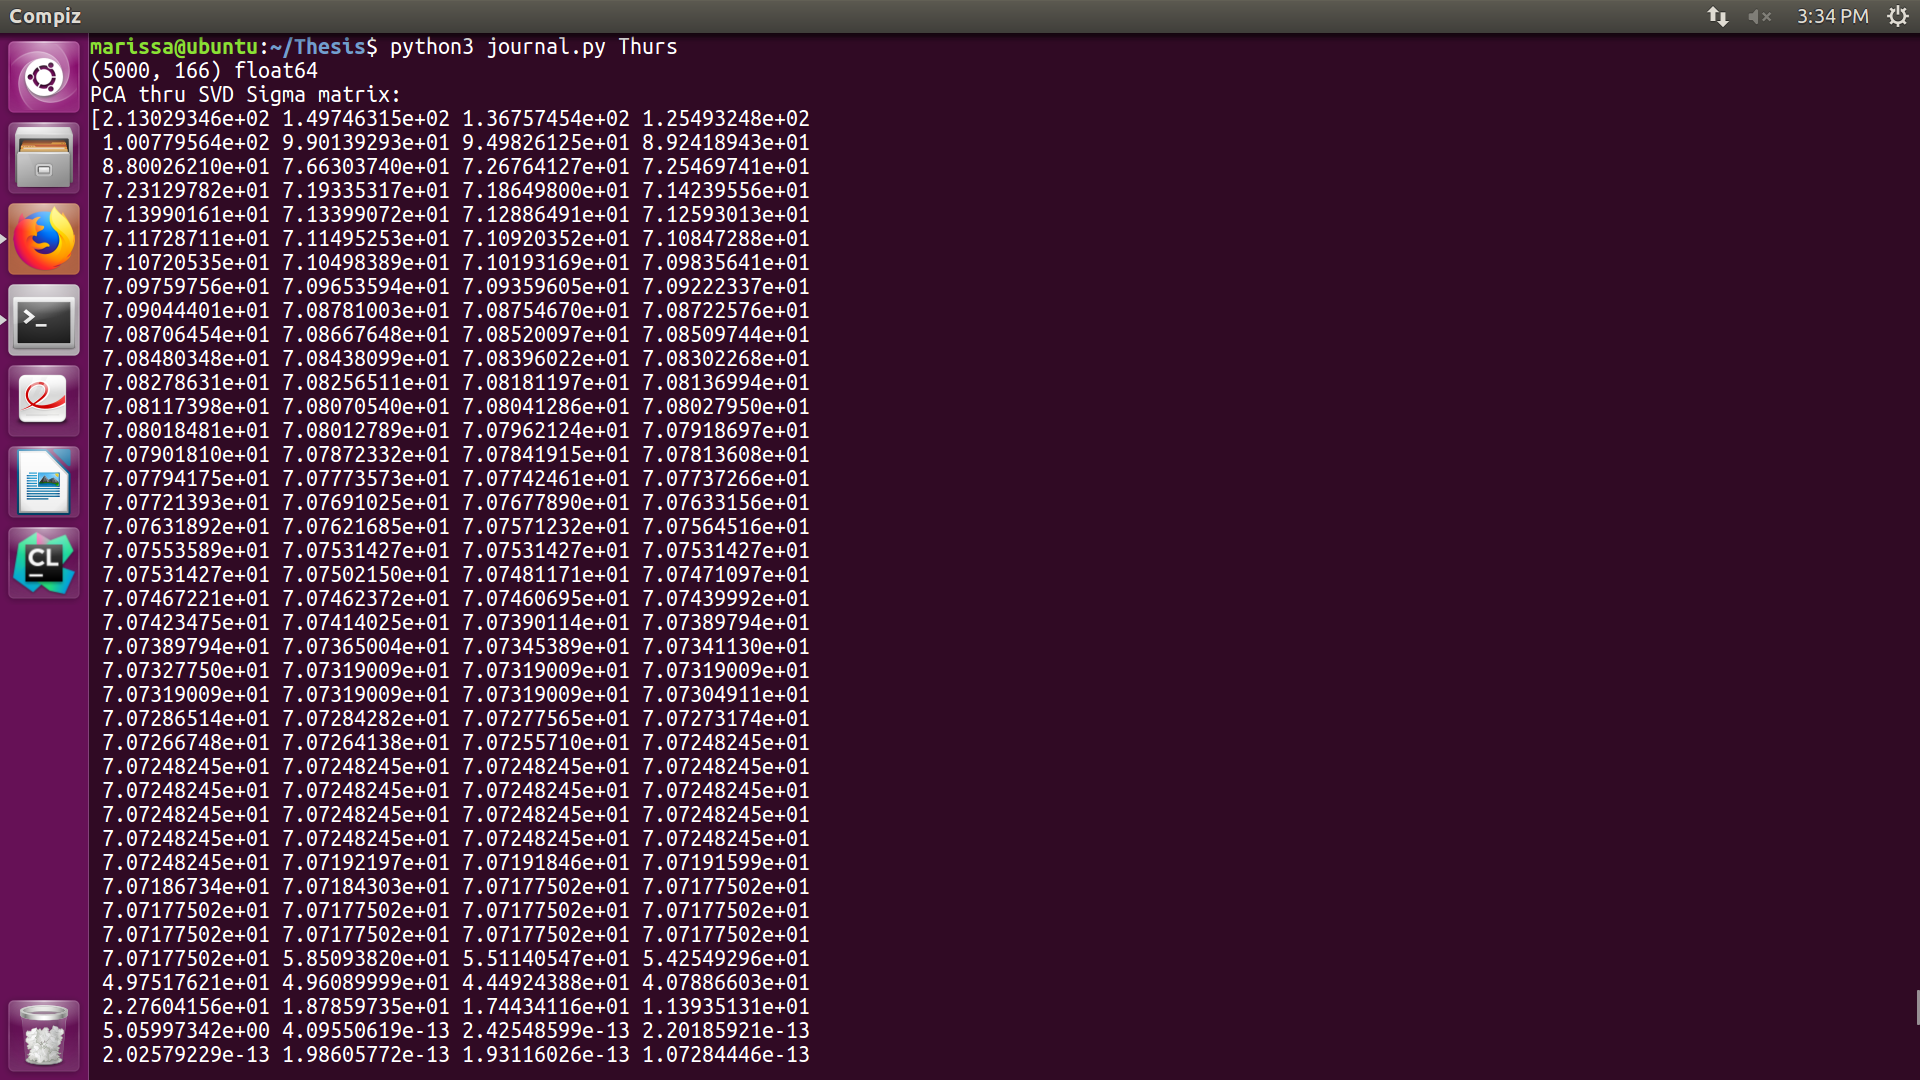 Compiz
3:34 PM
marissa@ubuntu:~/Thesis$ python3 journal.py Thurs
(5000, 166) float64
PCA thru SVD Sigma matrix:
[2.13029346e+02 1.49746315e+02 1.36757454e+02 1.25493248e+02
1.00779564e+02 9.90139293e+01 9.49826125e+01 8.92418943e+01
8.80026210e+01 7.66303740e+01 7.26764127e+01 7.25469741e+01
7.23129782e+01 7.19335317e+01 7.18649800e+01 7.14239556e+01
7.13990161e+01 7.13399072e+01 7.12886491e+01 7.12593013e+01
7.11728711e+01 7.11495253e+01 7.10920352e+01 7.10847288e+01
7.10720535e+01 7.10498389e+01 7.10193169e+01 7.09835641e+01
7.09759756e+01 7.09653594e+01 7.09359605e+01 7.09222337e+01
7.09044401e+01 7.08781003e+01 7.08754670e+01 7.08722576e+01
7.08706454e+01 7.08667648e+01 7.08520097e+01 7.08509744e+01
7.08480348e+01 7.08438099e+01 7.08396022e+01 7.08302268e+01
7.08278631e+01 7.08256511e+01 7.08181197e+01 7.08136994e+01
7.08117398e+01 7.08070540e+01 7.08041286e+01 7.08027950e+01
7.08018481e+01 7.08012789e+01 7.07962124e+01 7.07918697e+01
7.07901810e+01 7.07872332e+01 7.07841915e+01 7.07813608e+01
7.07794175e+01 7.07773573e+01 7.07742461e+01 7.07737266e+01
7.07721393e+01 7.07691025e+01 7.07677890e+01 7.07633156e+01
7.07631892e+01 7.07621685e+01 7.07571232e+01 7.07564516e+01
7.07553589e+01 7.07531427e+01 7.07531427e+01 7.07531427e+01
7.07531427e+01 7.07502150e+01 7.07481171e+01 7.07471097e+01
7.07467221e+01 7.07462372e+01 7.07460695e+01 7.07439992e+01
7.07423475e+01 7.07414025e+01 7.07390114e+01 7.07389794e+01
7.07389794e+01 7.07365004e+01 7.07345389e+01 7.07341130e+01
7.07327750e+01 7.07319009e+01 7.07319009e+01 7.07319009e+01
7.07319009e+01 7.07319009e+01 7.07319009e+01 7.07304911e+01
7.07286514e+01 7.07284282e+01 7.07277565e+01 7.07273174e+01
7.07266748e+01 7.07264138e+01 7.07255710e+01 7.07248245e+01
7.07248245e+01 7.07248245e+01 7.07248245e+01 7.07248245e+01
7.07248245e+01 7.07248245e+01 7.07248245e+01 7.07248245e+01
7.07248245e+01 7.07248245e+01 7.07248245e+01 7.07248245e+01
7.07248245e+01 7.07248245e+01 7.07248245e+01 7.07248245e+01
7.07248245e+01 7.07192197e+01 7.07191846e+01 7.07191599e+01
7.07186734e+01 7.07184303e+01 7.07177502e+01 7.07177502e+01
7.07177502e+01 7.07177502e+01 7.07177502e+01 7.07177502e+01
7.07177502e+01 7.07177502e+01 7.07177502e+01 7.07177502e+01
7.07177502e+01 5.85093820e+01 5.51140547e+01 5.42549296e+01
4.97517621e+01 4.96089999e+01 4.44924388e+01 4.07886603e+01
2.27604156e+01 1.87859735e+01 1.74434116e+01 1.13935131e+01
5.05997342e+00 4.09550619e-13 2.42548599e-13 2.20185921e-13
2.02579229e-13 1.98605772e-13 1.93116026e-13 1.07284446e-13
CL